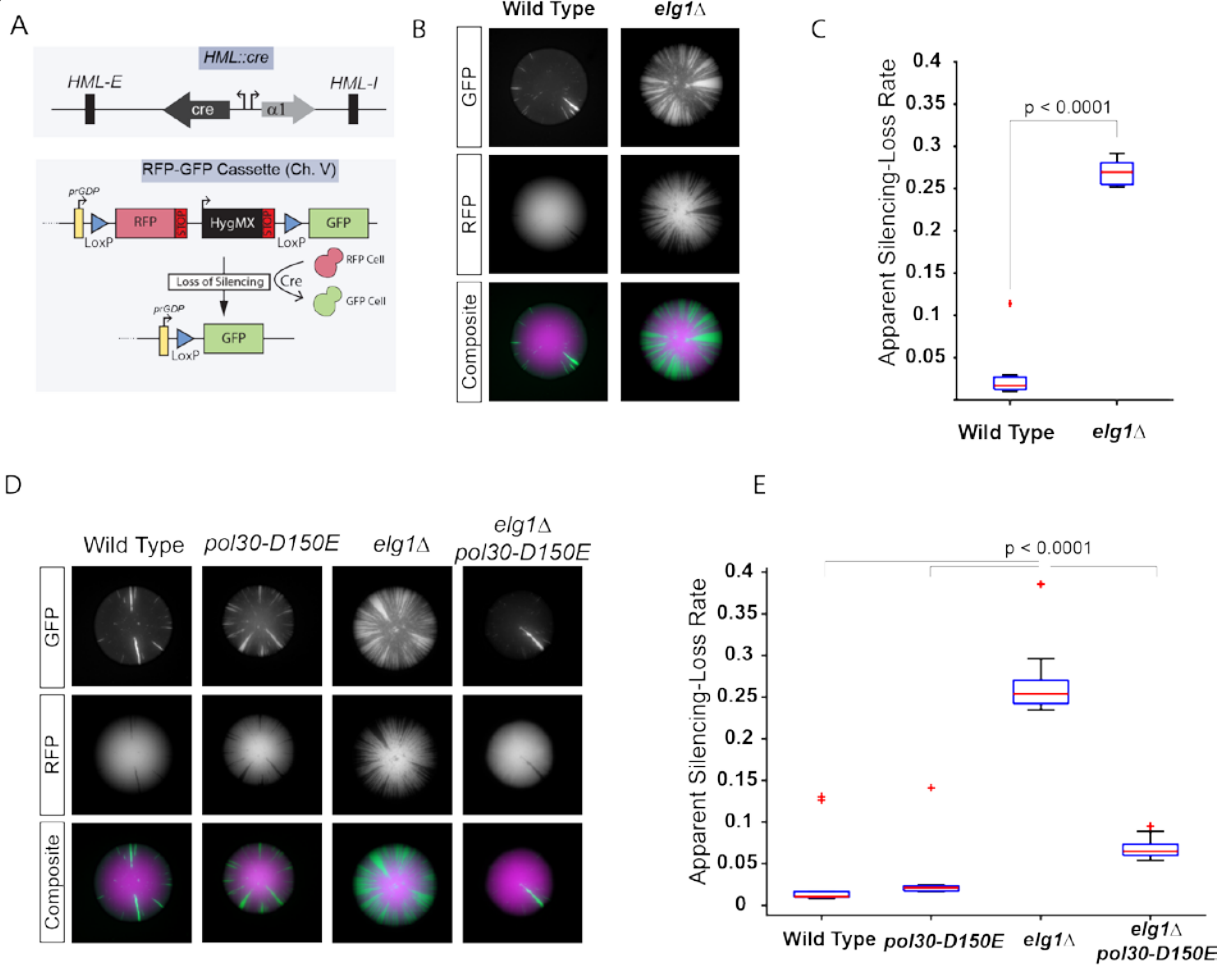 A
HML::cre
HML-E
HML-I
cre
α1
RFP-GFP Cassette (Ch. V)
prGDP
RFP
STOP
HygMX
STOP
GFP
LoxP
LoxP
RFP Cell
Loss of Silencing
Cre
GFP Cell
prGDP
GFP
LoxP
B
Wild Type
elg1Δ
GFP
RFP
Composite
C
Apparent Silencing-Loss Rate
0.4
0.3
0.25
0.2
0.1
0.05
p < 0.0001
Wild Type
elg1Δ
D
Wild Type
pol30-D150E
elg1Δ
elg1Δ
pol30-D150E
GFP
RFP
Composite
E
Apparent Silencing-Loss Rate
p < 0.0001
0.4
0.35
0.3
0.25
0.2
0.15
0.1
0.05
0
Wild Type
pol30-D150E
elg1Δ
elg1Δ
pol30-D150E